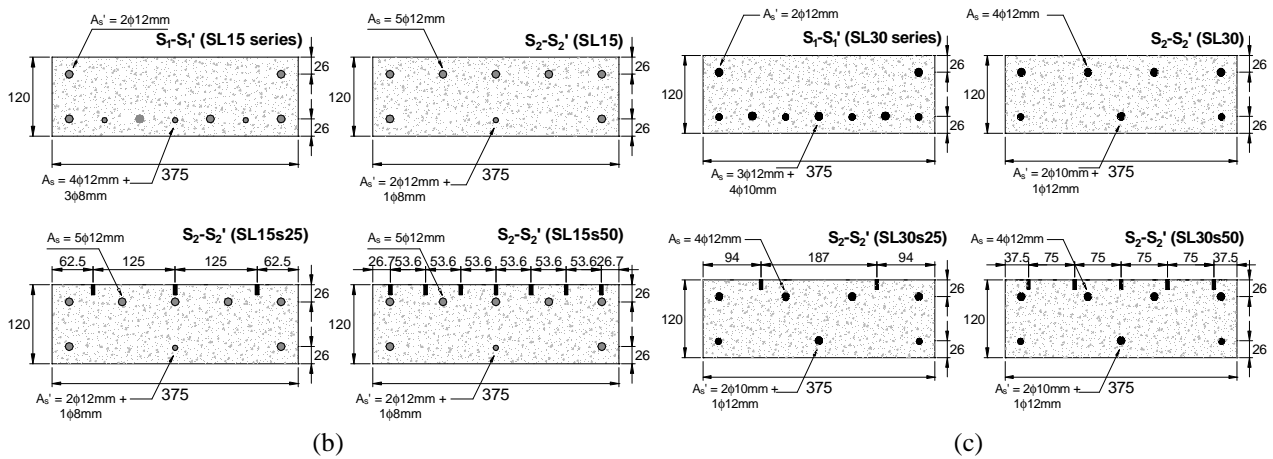 As' = 2ϕ12mm
S1-S1' (SL15 series)
26
120
26
375
As = 4ϕ12mm +
3ϕ8mm
As = 5ϕ12mm
S2-S2' (SL15)
26
120
26
375
As' = 2ϕ12mm +
1ϕ8mm
As' = 2ϕ12mm
S1-S1' (SL30 series)
26
120
26
375
As = 3ϕ12mm +
4ϕ10mm
As = 4ϕ12mm
S2-S2' (SL30)
26
120
26
375
As' = 2ϕ10mm +
1ϕ12mm
As = 5ϕ12mm
S2-S2' (SL15s25)
62.5 125 125 62.5
26
120
26
375
As' = 2ϕ12mm +
1ϕ8mm
As = 5ϕ12mm
S2-S2' (SL15s50)
26.7 53.6 53.6 53.6 53.6 53.6 53.6 26.7
26
120
26
375
As' = 2ϕ12mm +
1ϕ8mm
As = 4ϕ12mm
S2-S2' (SL30s25)
94 187 94
26
120
26
375
As' = 2ϕ10mm +
1ϕ12mm
As = 4ϕ12mm
S2-S2' (SL30s50)
37.5 75 75 75 75 37.5
26
120
26
375
As' = 2ϕ10mm +
1ϕ12mm
(b)
(c)